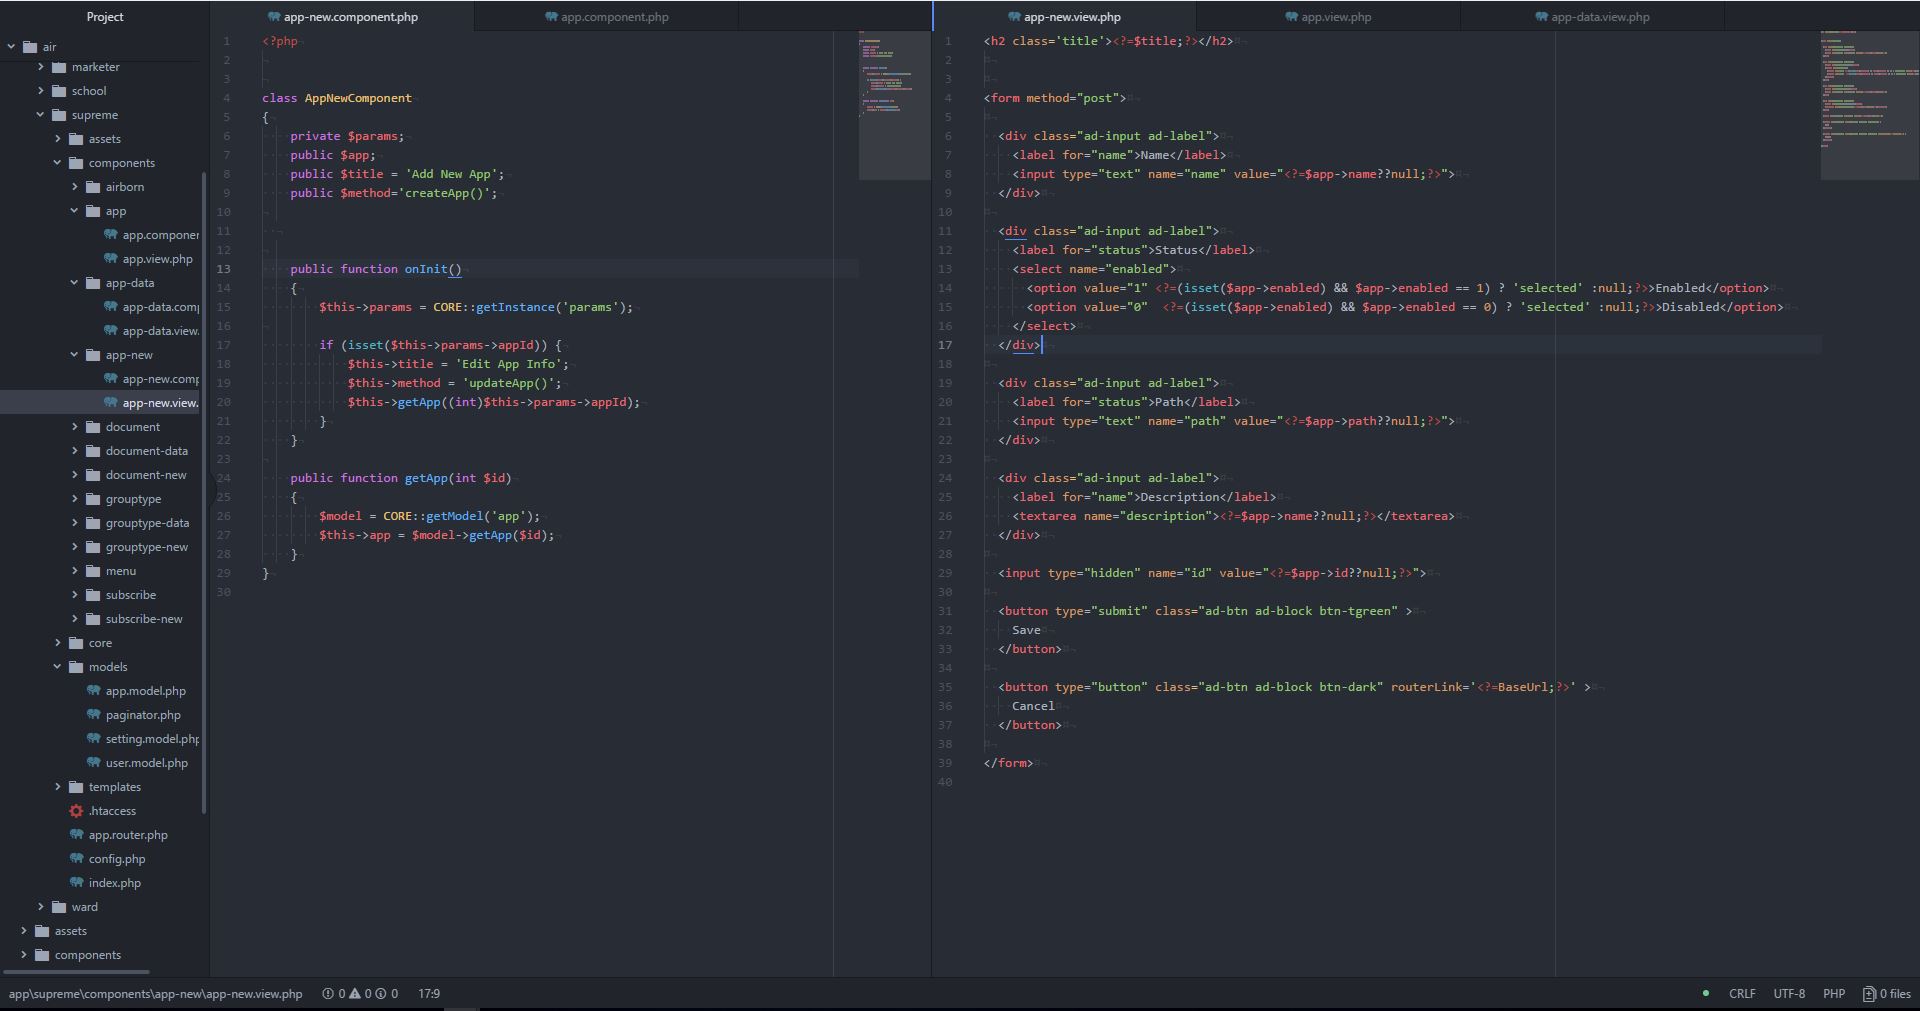 Project
air
marketer
school
supreme
assets
components
airborn
app
app.componen
app.view.php
app-data
app-data.comp
app-data.view.
app-new
app-new.comp
app-new.view.
document
document-data
document-new
grouptype
grouptype-data
grouptype-new
menu
subscribe
subscribe-new
core
models
app.model.php
paginator.php
setting.model.php
user.model.php
templates
.htaccess
app.router.php
config.php
index.php
ward
assets
components
app-new.component.php
app.component.php
1 <?php
2
3
4 class AppNewComponent
5 {
6 private $params;
7 public $app;
8 public $title = 'Add New App';
9 public $method='createApp()';
10
11
12
13 public function onInit()
14 {
15 $this->params = CORE::getInstance('params');
16
17 if (isset($this->params->appId)) {
18 $this->title = 'Edit App Info';
19 $this->method = 'updateApp()';
20 $this->getApp((int)$this->params->appId);
21 }
22 }
23
24 public function getApp(int $id)
25 {
26 $model = CORE::getModel('app');
27 $this->app = $model->getApp($id);
28 }
29 }
30
app-new.view.php
app.view.php
app-data.view.php
1 <h2 class='title'><?=$title;?></h2>
2
3
4 <form method="post">
5
6 <div class="ad-input ad-label">
7 <label for="name">Name</label>
8 <input type="text" name="name" value="<?=$app->name??null;?>">
9 </div>
10
11 <div class="ad-input ad-label">
12 <label for="status">Status</label>
13 <select name="enabled">
14 <option value="1" <?=(isset($app->enabled) && $app->enabled == 1) ? 'selected' :null;?>>Enabled</option>
15 <option value="0"  <?=(isset($app->enabled) && $app->enabled == 0) ? 'selected' :null;?>>Disabled</option>
16 </select>
17 </div>
18
19 <div class="ad-input ad-label">
20 <label for="status">Path</label>
21 <input type="text" name="path" value="<?=$app->path??null;?>">
22 </div>
23
24 <div class="ad-input ad-label">
25 <label for="name">Description</label>
26 <textarea name="description"><?=$app->name??null;?></textarea>
27 </div>
28
29 <input type="hidden" name="id" value="<?=$app->id??null;?>">
30
31 <button type="submit" class="ad-btn ad-block btn-tgreen" >
32 Save
33 </button>
34
35 <button type="button" class="ad-btn ad-block btn-dark" routerLink='<?=BaseUrl;?>' >
36 Cancel
37 </button>
38
39 </form>
40
app\supreme\components\app-new\app-new.view.php 0 0 0 17:9
CRLF UTF-8 PHP 0 files